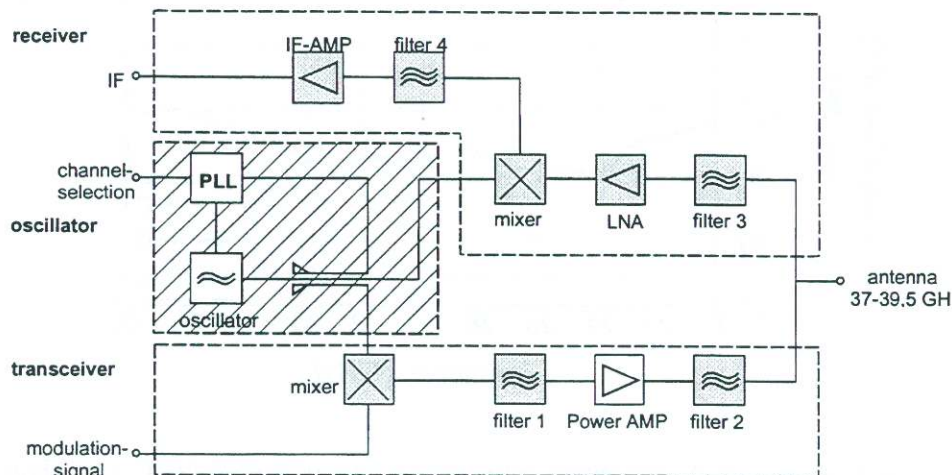 receiver
IF-AMP
filter 4
IF
channel-
selection
PLL
mixer
LNA
filter 3
oscillator
oscillator
antenna
37-39,5 GH
transceiver
mixer
filter 1
Power AMP
filter 2
modulation-
signal